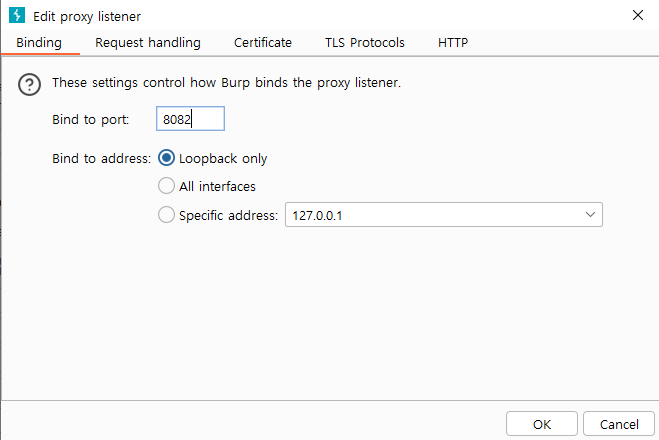 Edit proxy listener
Binding Request handling Certificate TLS Protocols HTTP
These settings control how Burp binds the proxy listener.
Bind to port: 8082
Bind to address: Loopback only
All interfaces
Specific address: 127.0.0.1
OK Cancel